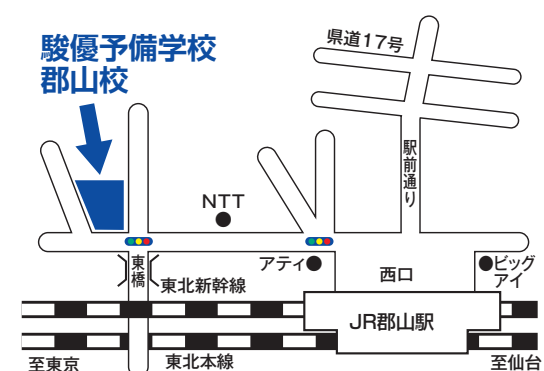 駿優予備学校
郡山校
県道17号
駅前通り
NTT
アティ
西口
ビッグ
アイ
東橋
東北新幹線
JR郡山駅
至東京
東北本線
至仙台